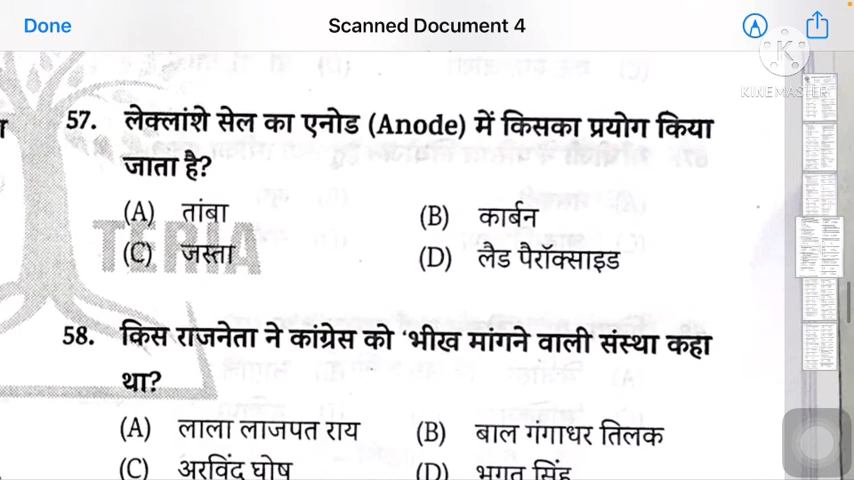 Done
Scanned Document 4
KINEMASTER
57. लेक्लांशे सेल का एनोड (Anode) में किसका प्रयोग किया
जाता है?
(A) तांबा (B) कार्बन
(C) जस्ता (D) लैड पैरॉक्साइड
TERIA
58. किस राजनेता ने कांग्रेस को 'भीख मांगने वाली संस्था कहा
था?
(A) लाला लाजपत राय (B) बाल गंगाधर तिलक
(C) अरविंद घोष (D) भगत सिंह